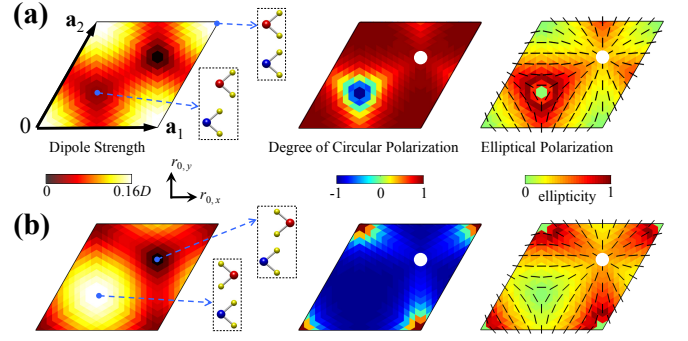 (a)
a2
0
a1
Dipole Strength
Degree of Circular Polarization
Elliptical Polarization
0 0.16D
r0, y
r0, x
-1 0 1
0 1
ellipticity
(b)